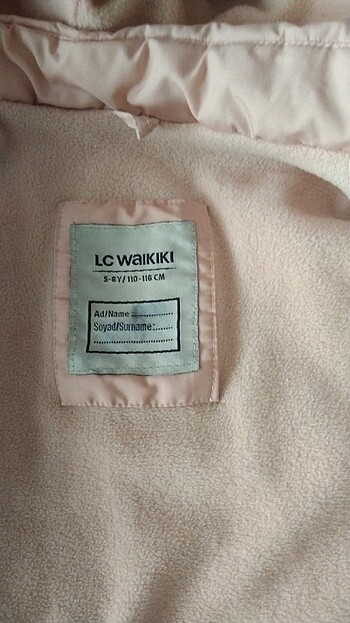 LC WAIKIKI
5-6Y/ 110-116 CM
Ad/Name :................
Soyad/Surname:......
.............................